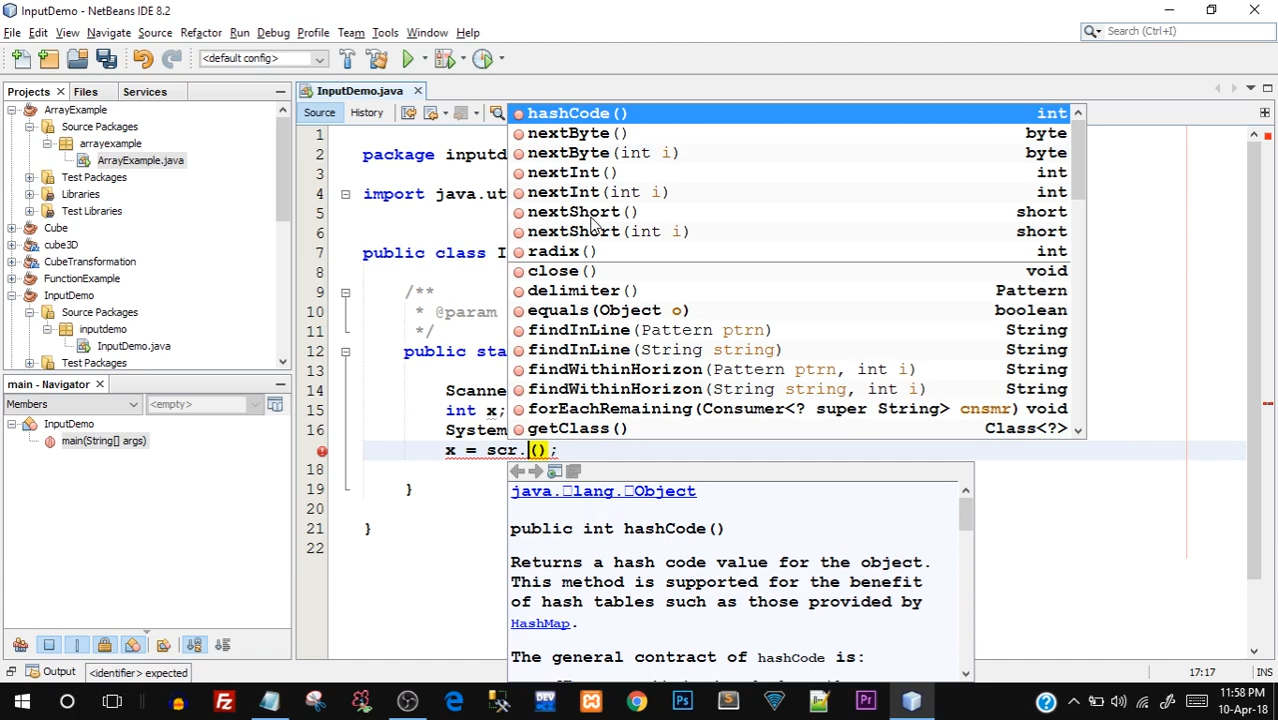 InputDemo - NetBeans IDE 8.2
File Edit View Navigate Source Refactor Run Debug Profile Team Tools Window Help
Search (Ctrl+I)
<default config>
Projects Files Services
InputDemo.java
Source History
ArrayExample
Source Packages
arrayexample
ArrayExample.java
Test Packages
Libraries
Test Libraries
Cube
cube3D
CubeTransformation
FunctionExample
InputDemo
Source Packages
inputdemo
InputDemo.java
Test Packages
main - Navigator
Members <empty>
InputDemo
main(String[] args)
1
2 package inputd
3
4 import java.ut
5
6
7 public class I
8
9 /**
10 * @param
11 */
12 public sta
13
14 Scanne
15 int x;
16 System
x = scr.();
18
19 }
20
21 }
22
hashCode() int
nextByte() byte
nextByte(int i) byte
nextInt() int
nextInt(int i) int
nextShort() short
nextShort(int i) short
radix() int
close() void
delimiter() Pattern
equals(Object o) boolean
findInLine(Pattern ptrn) String
findInLine(String string) String
findWithinHorizon(Pattern ptrn, int i) String
findWithinHorizon(String string, int i) String
forEachRemaining(Consumer<? super String> cnsmr) void
getClass() Class<?>
java.lang.Object
public int hashCode()
Returns a hash code value for the object.
This method is supported for the benefit
of hash tables such as those provided by
HashMap.
The general contract of hashCode is:
Output <identifier> expected 17:17 INS
11:58 PM
10-Apr-18